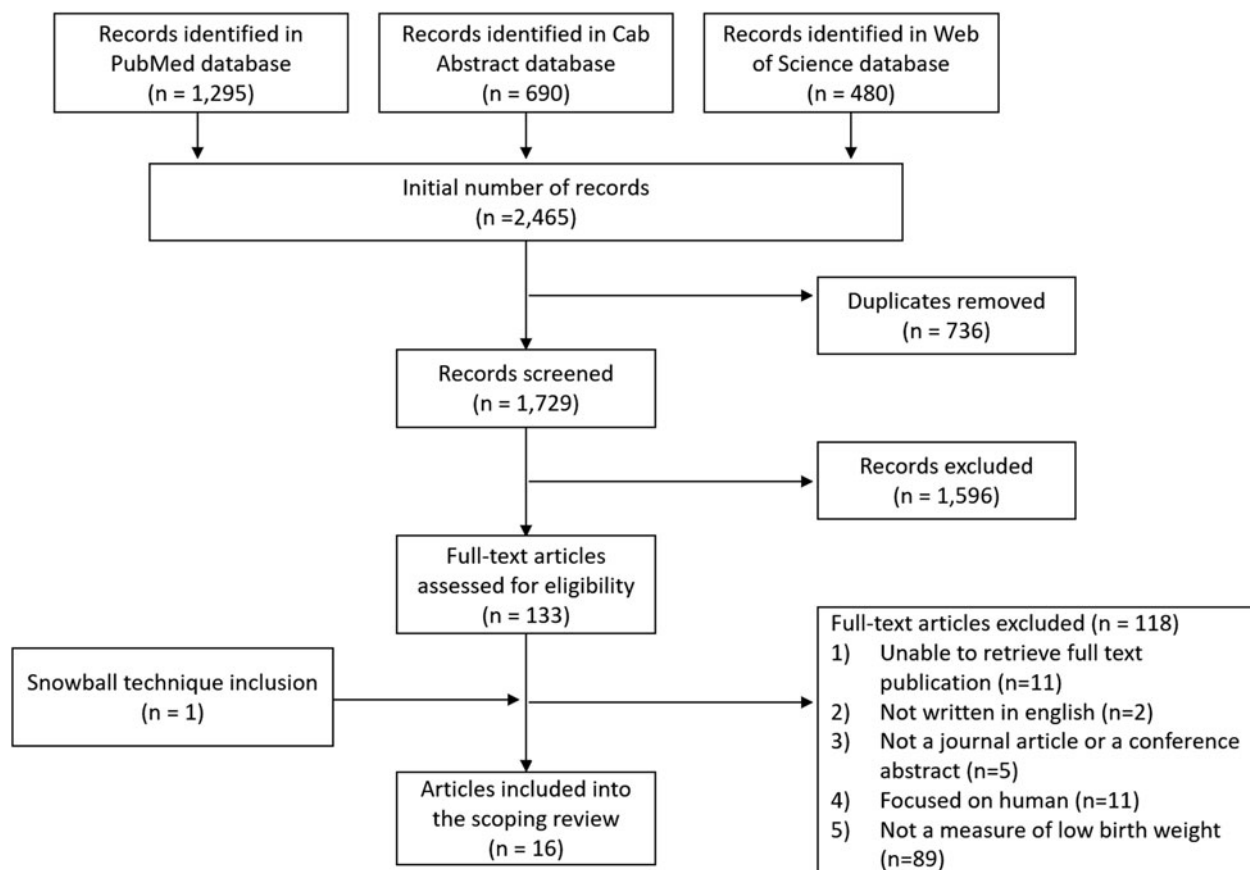 Records identified in
PubMed database
(n = 1,295)
Records identified in Cab
Abstract database
(n = 690)
Records identified in Web
of Science database
(n = 480)
Initial number of records
(n =2,465)
Duplicates removed
(n = 736)
Records screened
(n = 1,729)
Records excluded
(n = 1,596)
Full-text articles
assessed for eligibility
(n = 133)
Snowball technique inclusion
(n = 1)
Full-text articles excluded (n = 118)
1) Unable to retrieve full text
publication (n=11)
2) Not written in english (n=2)
3) Not a journal article or a conference
abstract (n=5)
4) Focused on human (n=11)
5) Not a measure of low birth weight
(n=89)
Articles included into
the scoping review
(n = 16)